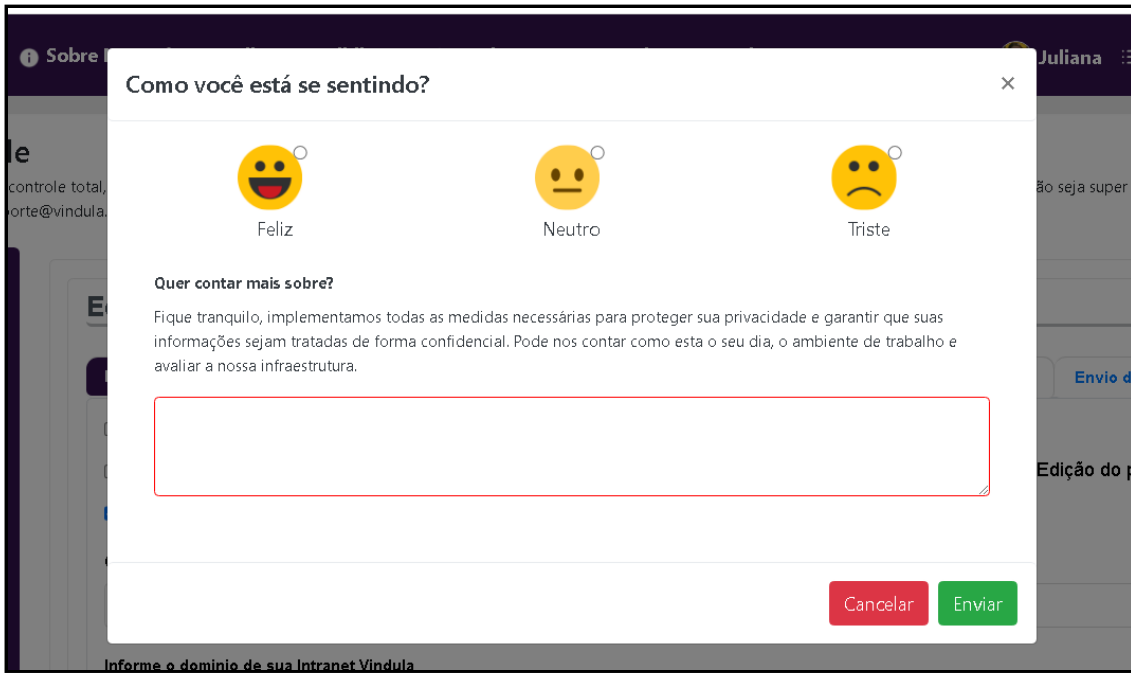 Sobre
Juliana
Como você está se sentindo?
×
le
controle total,
ão seja super
orte@vindula.
Feliz
Neutro
Triste
Quer contar mais sobre?
Fique tranquilo, implementamos todas as medidas necessárias para proteger sua privacidade e garantir que suas
informações sejam tratadas de forma confidencial. Pode nos contar como esta o seu dia, o ambiente de trabalho e
avaliar a nossa infraestrutura.
Envio d
Edição do p
Cancelar
Enviar
Informe o dominio de sua Intranet Vindula